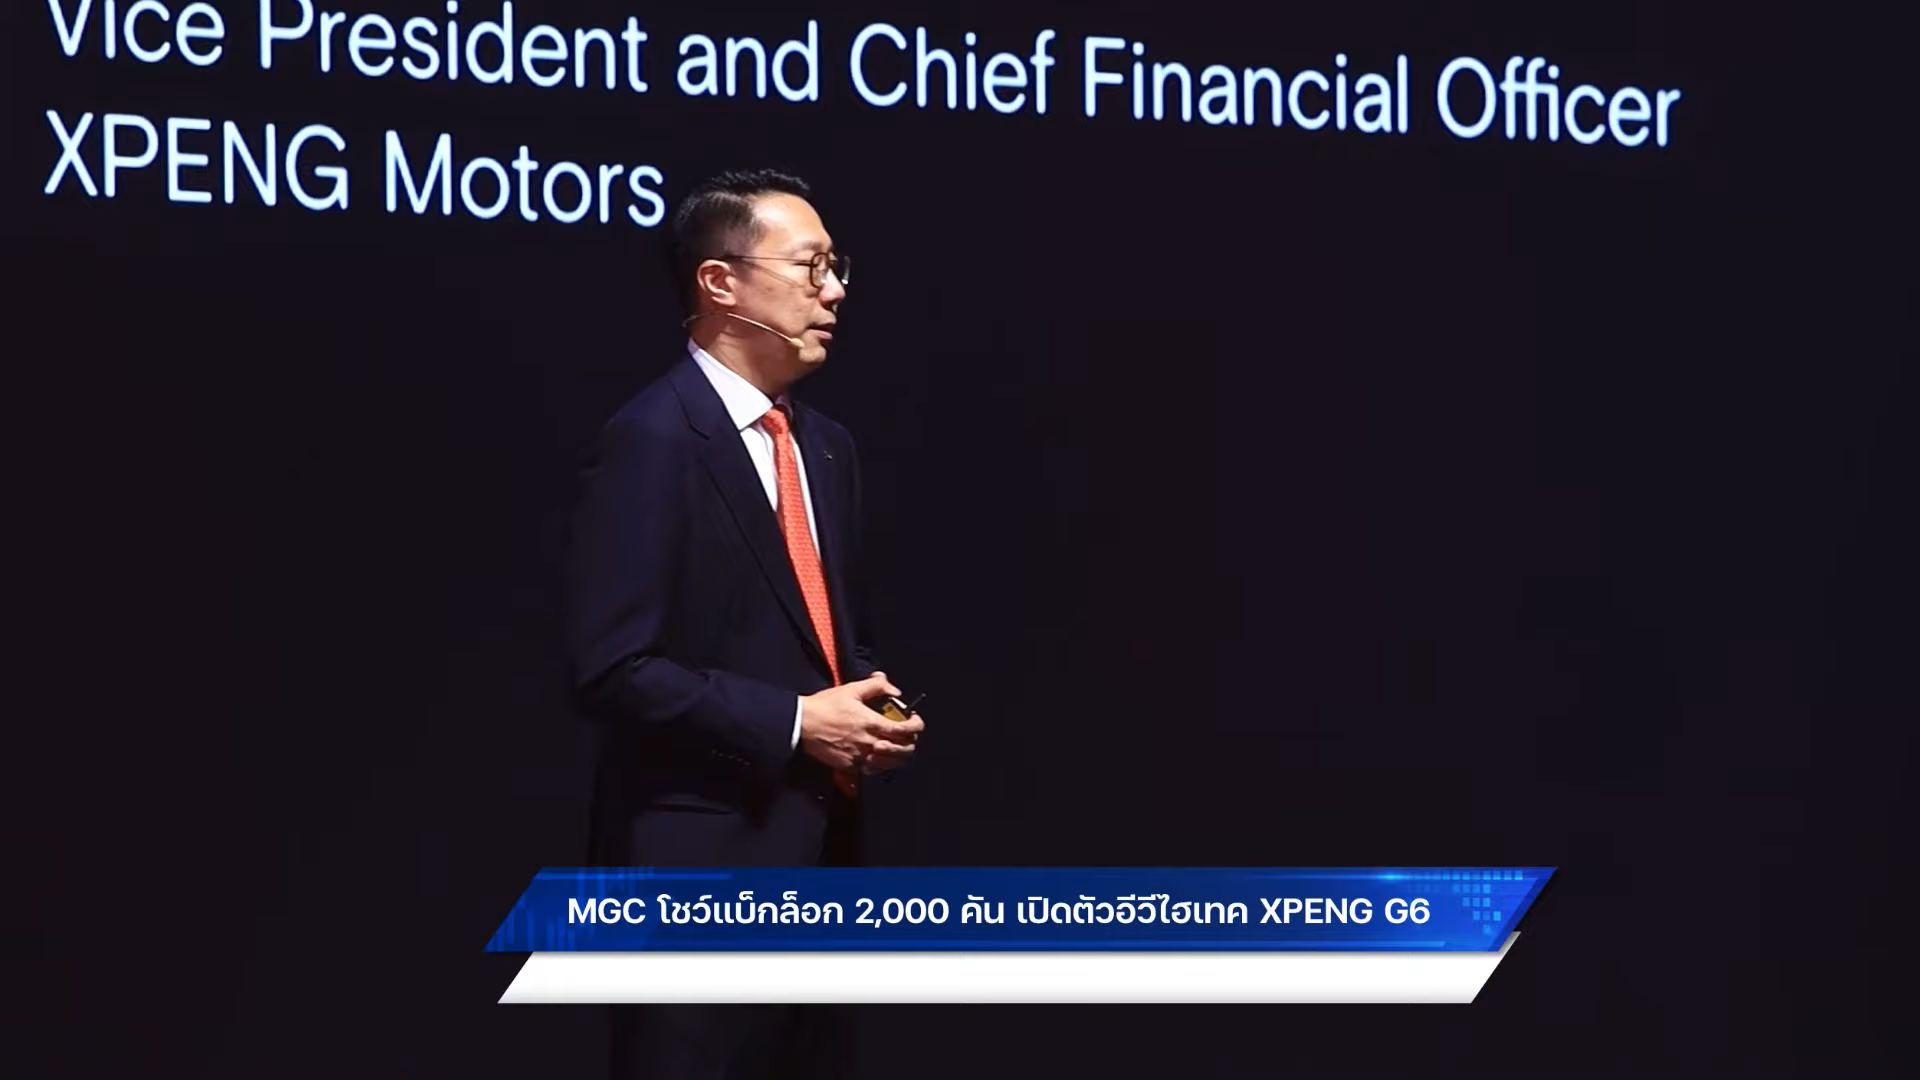 Vice President and Chief Financial Officer
XPENG Motors
MGC โชว์แบ็กล็อก 2,000 คัน เปิดตัวอีวีไฮเทค XPENG G6